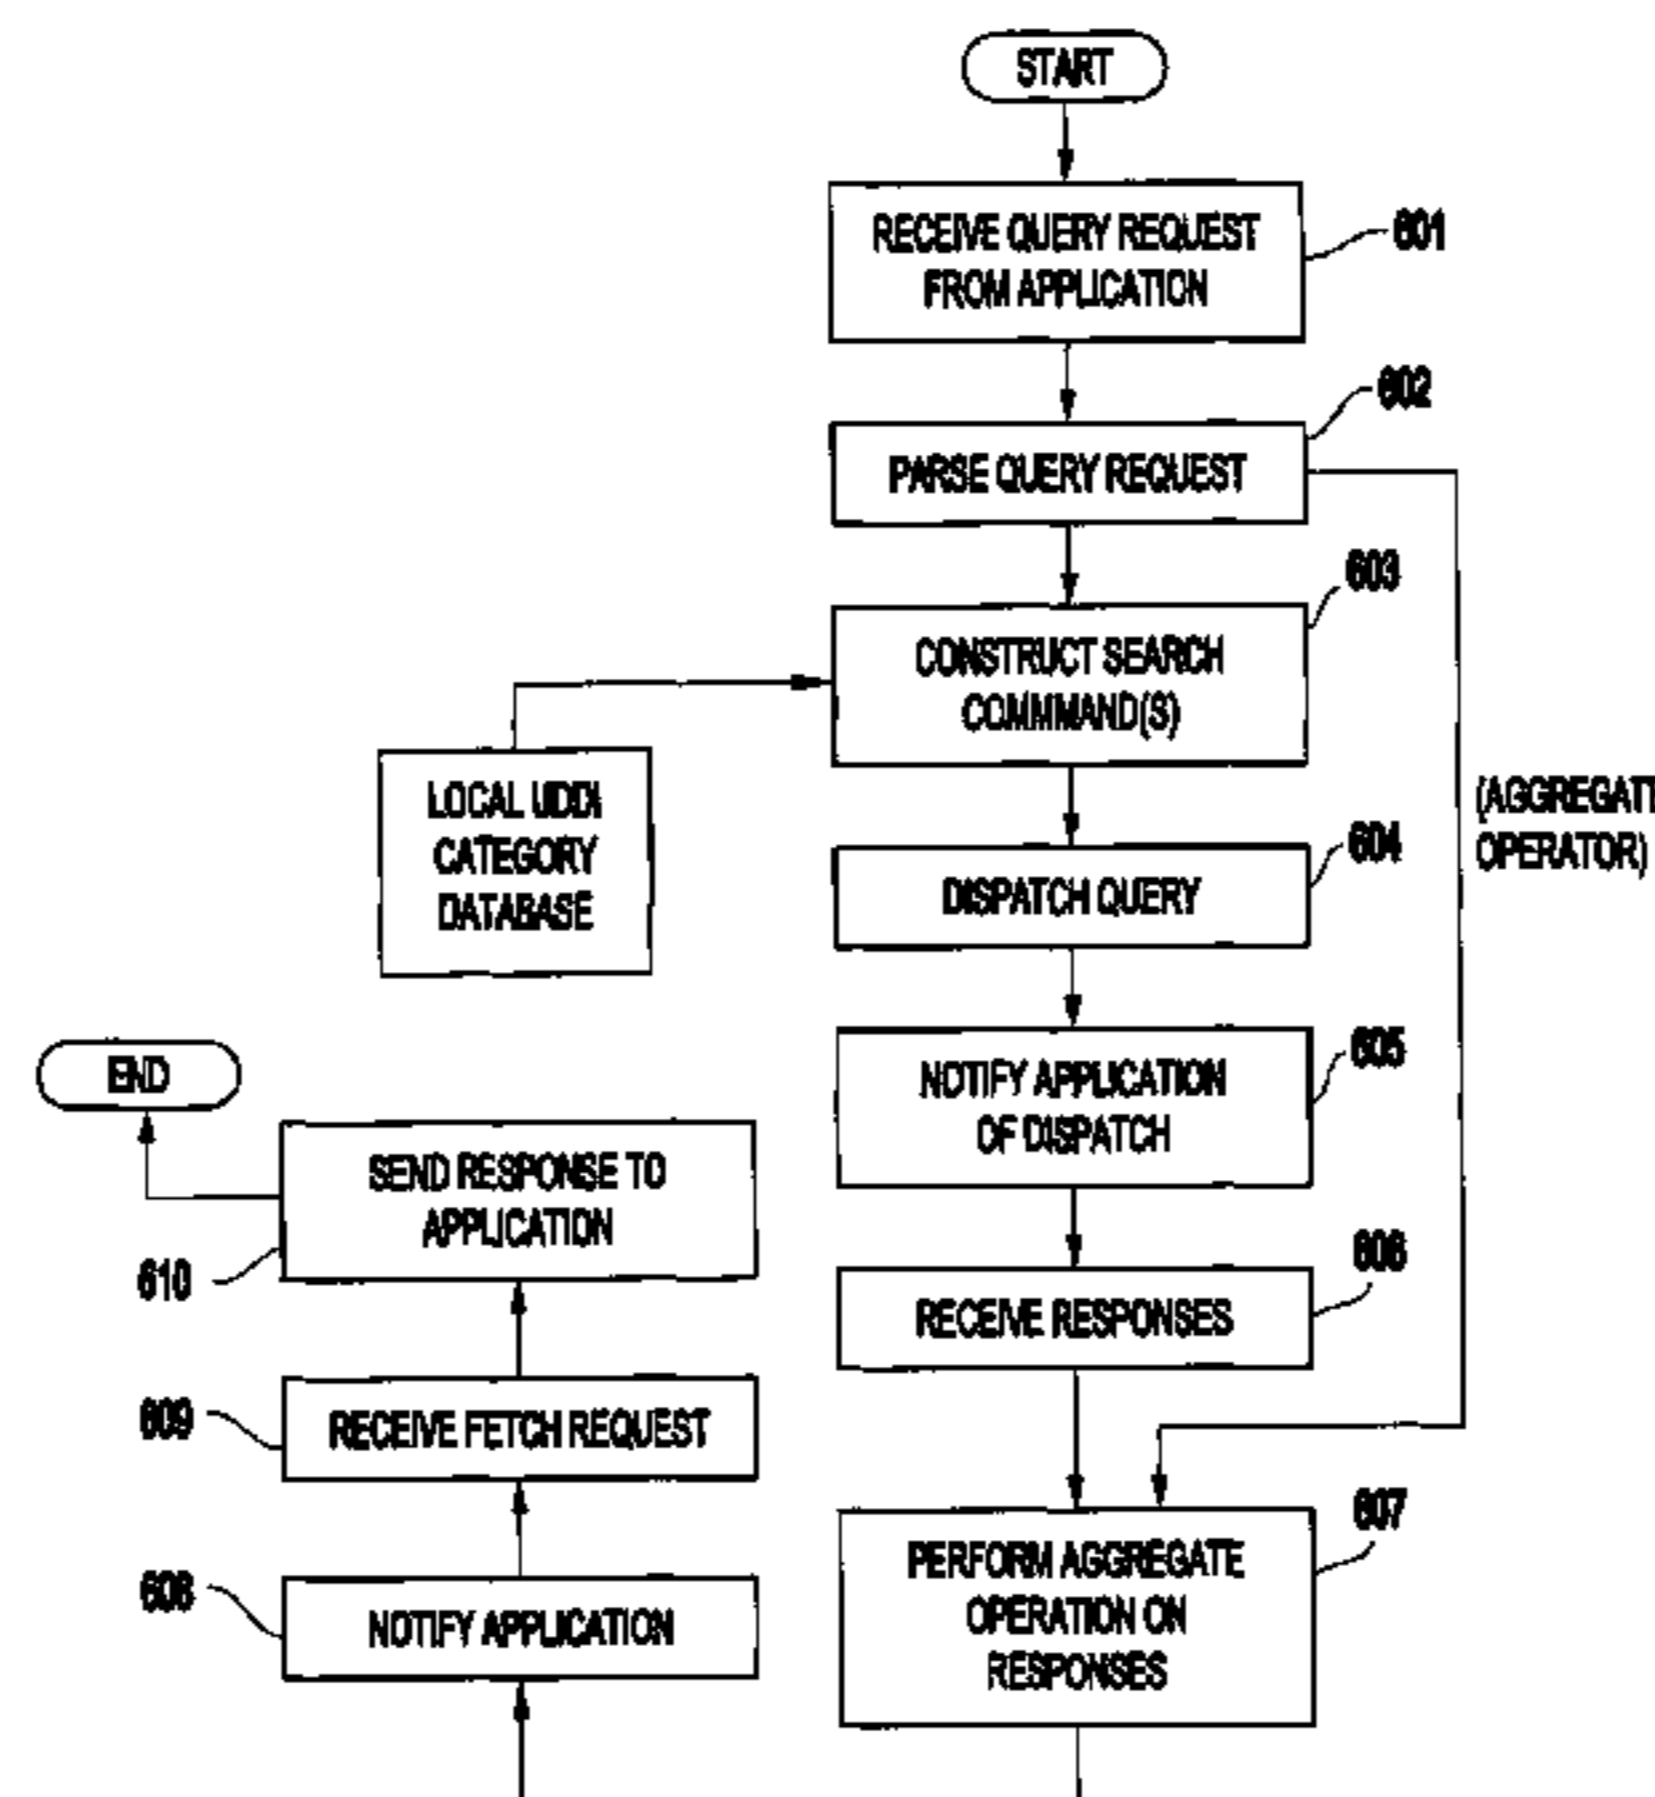 START
RECEIVE QUERY REQUEST
FROM APPLICATION
601
602
PARSE QUERY REQUEST
603
CONSTRUCT SEARCH
COMMMAND(S)
LOCAL UDDI
CATEGORY
DATABASE
(AGGREGATE
OPERATOR)
604
DISPATCH QUERY
605
NOTIFY APPLICATION
OF DISPATCH
606
RECEIVE RESPONSES
607
PERFORM AGGREGATE
OPERATION ON
RESPONSES
608
NOTIFY APPLICATION
609
RECEIVE FETCH REQUEST
610
SEND RESPONSE TO
APPLICATION
END